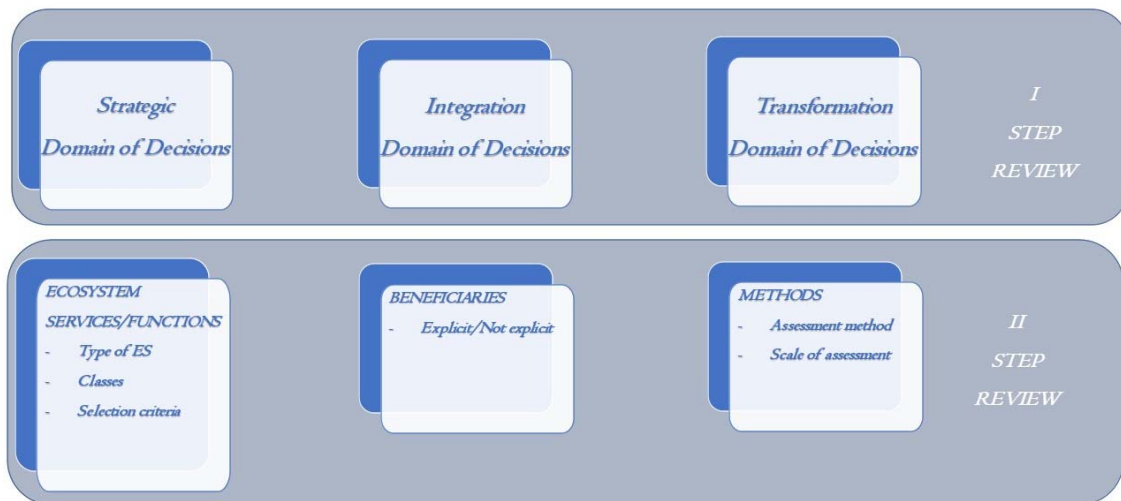 Strategic
Domain of Decisions
Integration
Domain of Decisions
Transformation
Domain of Decisions
I
STEP
REVIEW
ECOSYSTEM
SERVICES/FUNCTIONS
- Type of ES
- Classes
- Selection criteria
BENEFICIARIES
- Explicit/Not explicit
METHODS
- Assessment method
- Scale of assessment
II
STEP
REVIEW